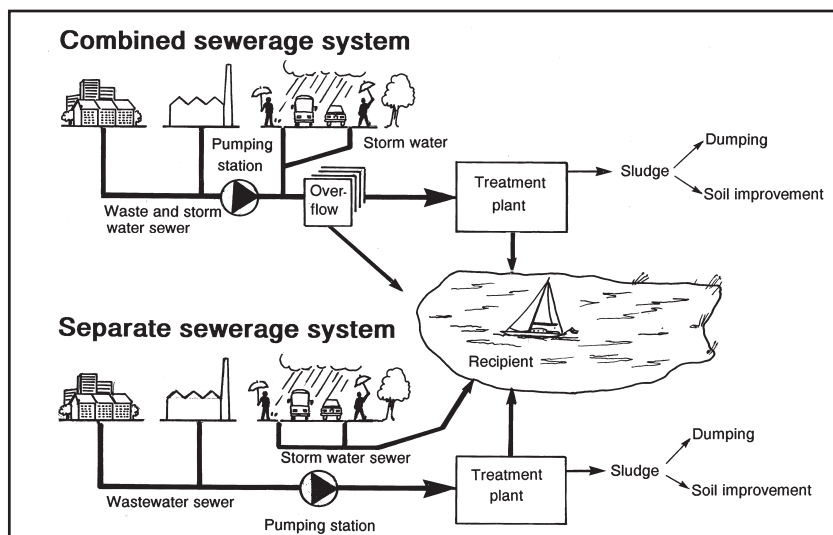 Combined sewerage system
Pumping
station
Storm water
Over-
flow
Waste and storm
water sewer
Treatment
plant
Sludge
Dumping
Soil improvement
Recipient
Separate sewerage system
Storm water sewer
Wastewater sewer
Pumping station
Treatment
plant
Sludge
Dumping
Soil improvement